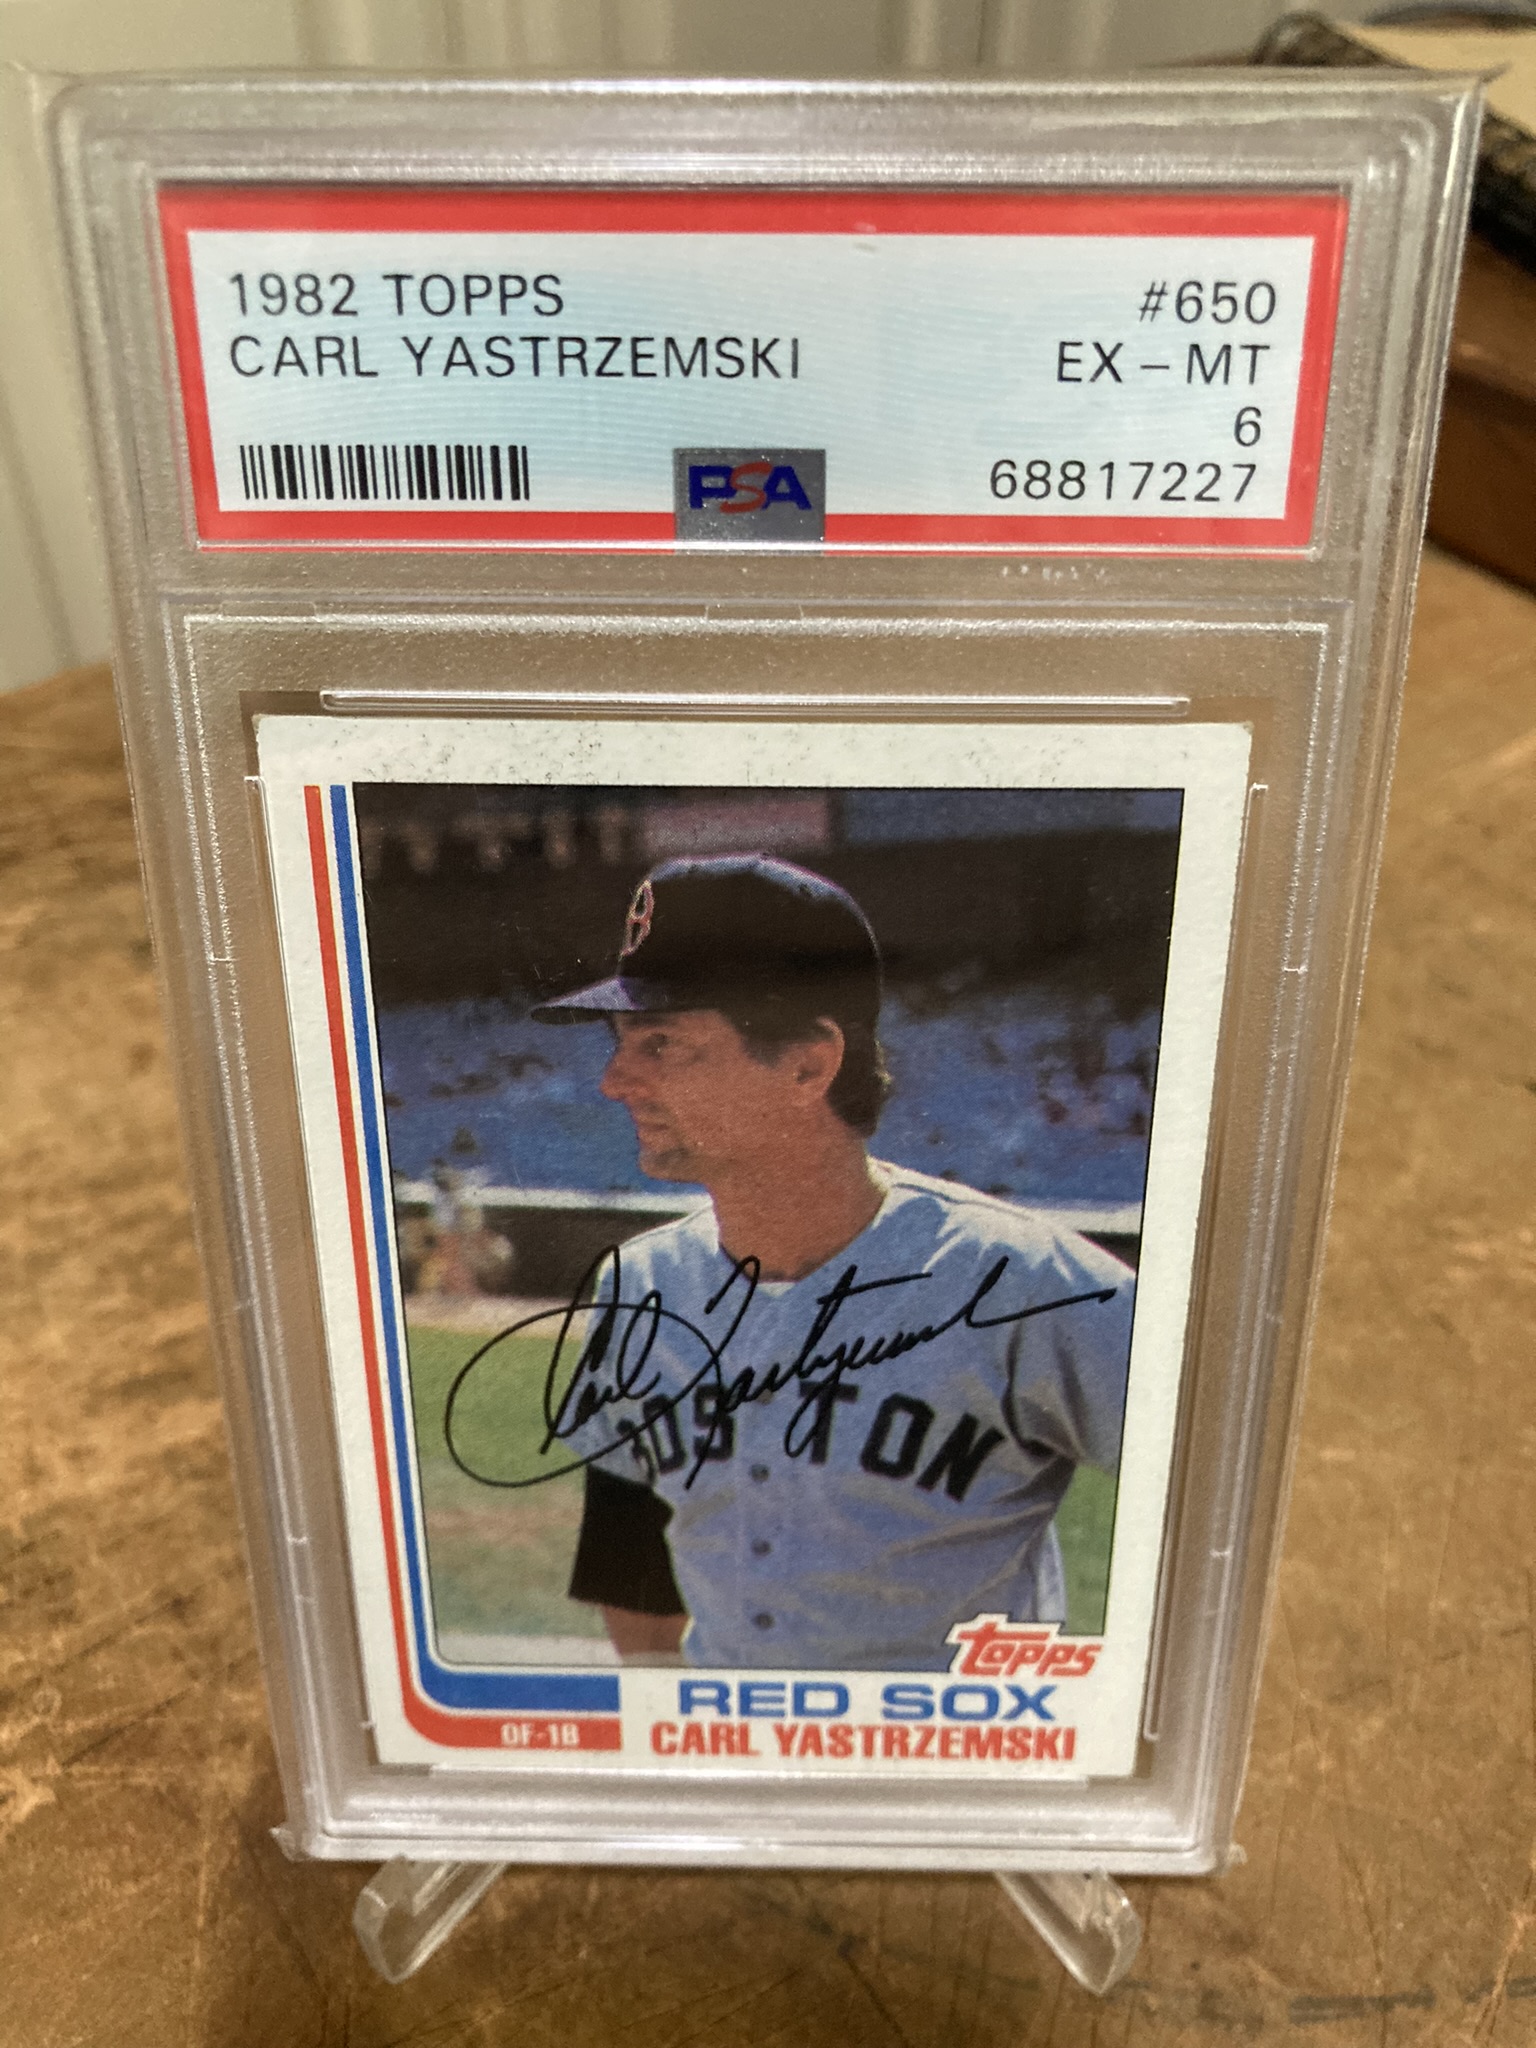 1982 TOPPS #650
CARL YASTRZEMSKI EX - MT
6
PSA 68817227
B
Carl Yastrzemski
BOSTON
topps
RED SOX
OF-1B CARL YASTRZEMSKI